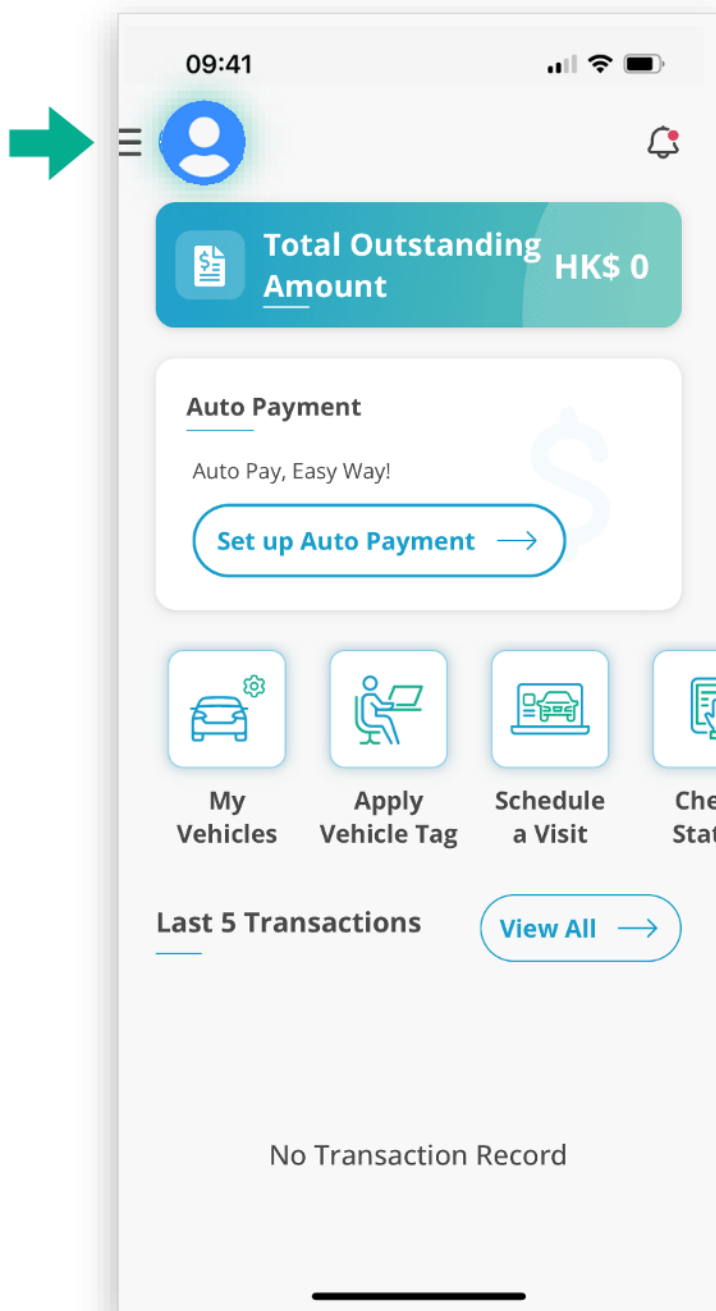 09:41
Total Outstanding
Amount
HK$ 0
Auto Payment
Auto Pay, Easy Way!
Set up Auto Payment
My
Vehicles
Apply
Vehicle Tag
Schedule
a Visit
Last 5 Transactions
View All
No Transaction Record